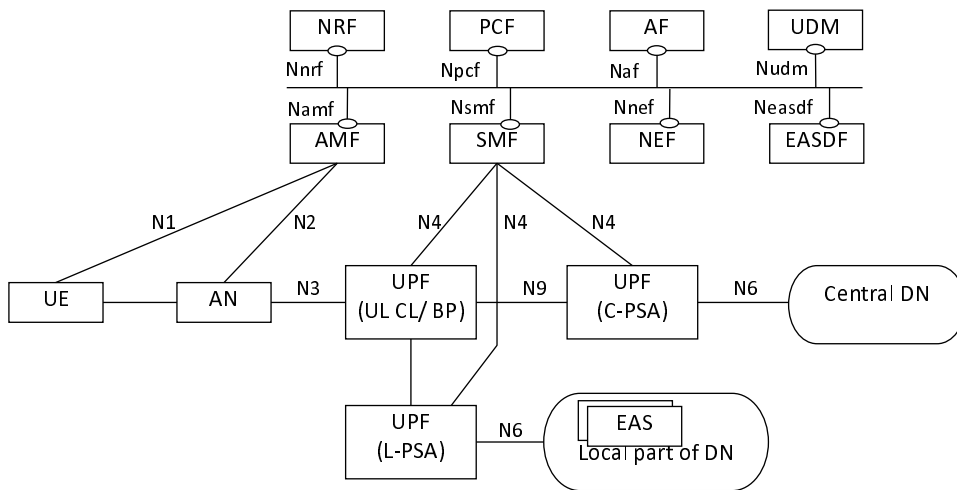 NRF
PCF
AF
UDM
Nnrf
Npcf
Naf
Nudm
Namf
Nsmf
Nnef
Neasdf
AMF
SMF
NEF
EASDF
N1
N2
N4
N4
N4
UE
AN
N3
UPF
(UL CL/ BP)
N9
UPF
(C-PSA)
N6
Central DN
UPF
(L-PSA)
N6
EAS
Local part of DN